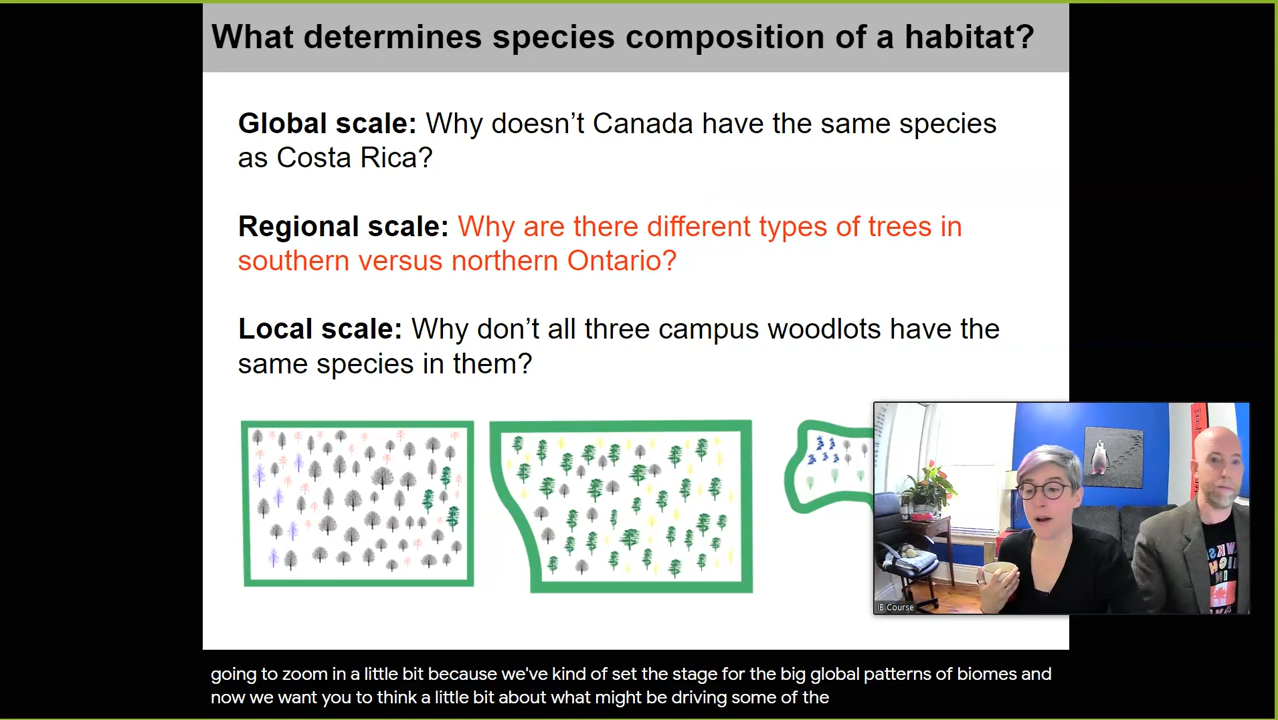 What determines species composition of a habitat?
Global scale: Why doesn’t Canada have the same species
as Costa Rica?
Regional scale: Why are there different types of trees in
southern versus northern Ontario?
Local scale: Why don’t all three campus woodlots have the
same species in them?
IB Course
going to zoom in a little bit because we've kind of set the stage for the big global patterns of biomes and
now we want you to think a little bit about what might be driving some of the